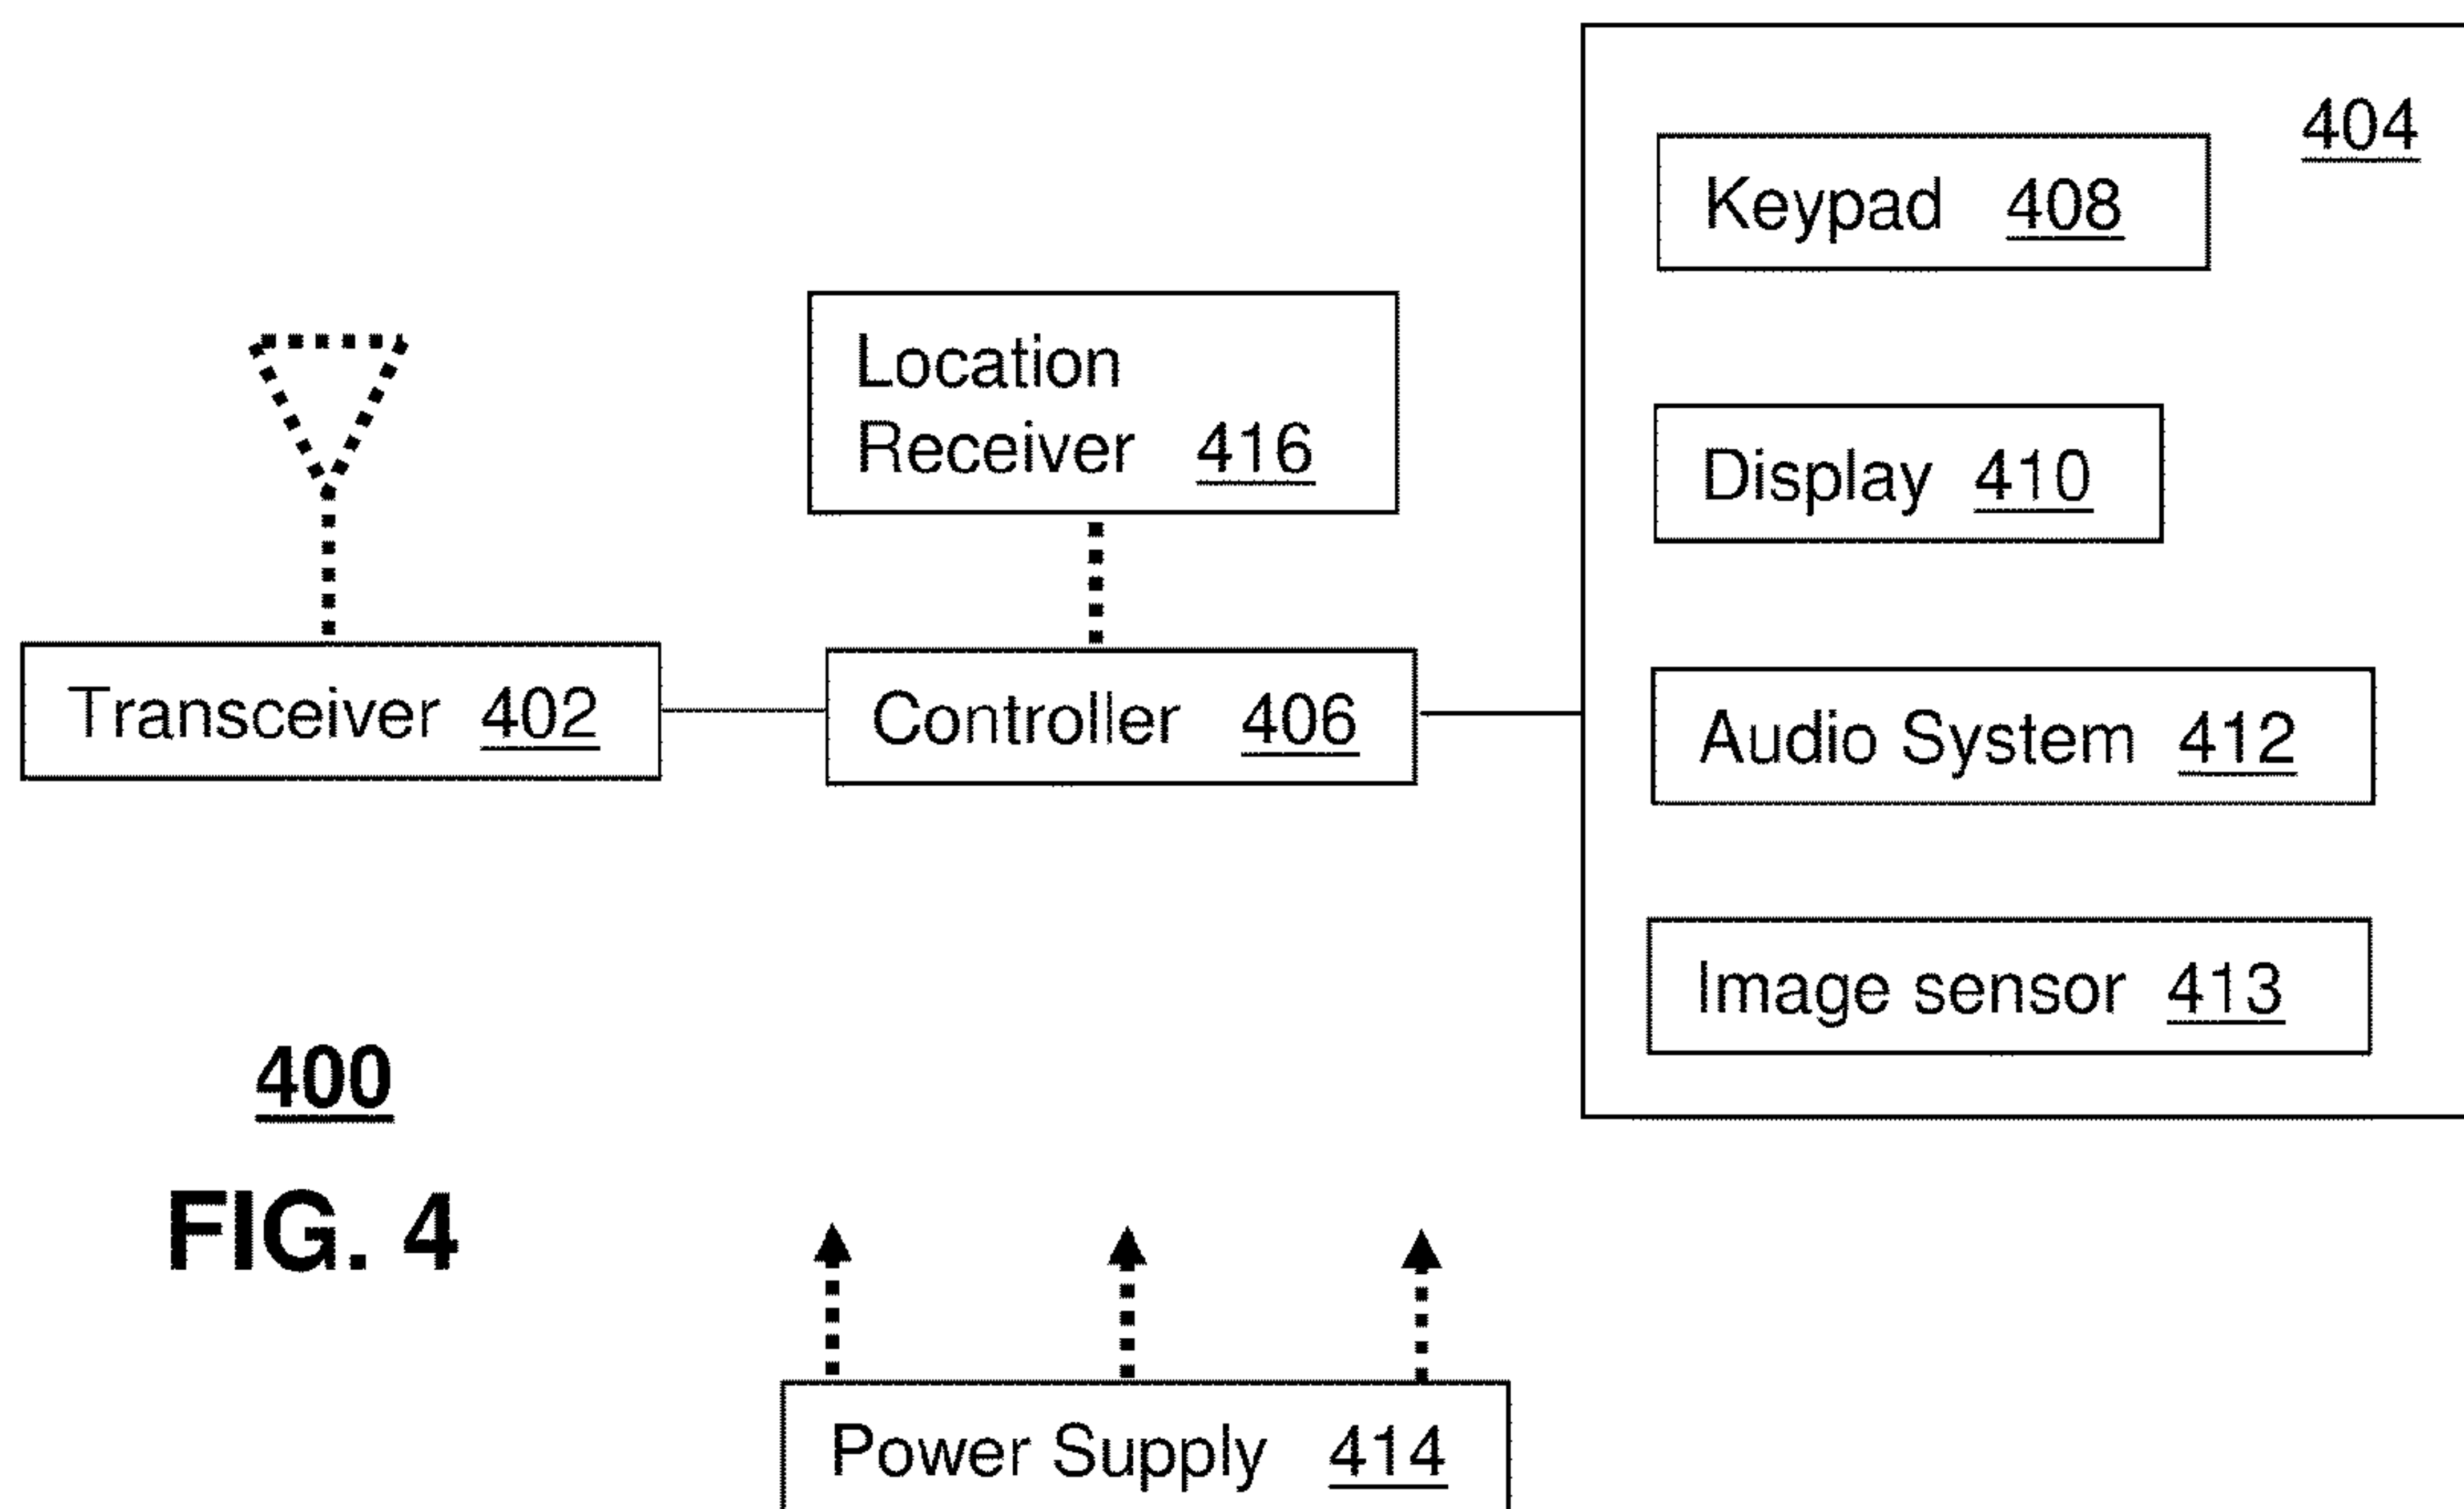 404
Keypad 408
Location
Receiver 416
Display 410
Transceiver 402
Controller 406
Audio System 412
Image sensor 413
400
FIG. 4
Power Supply 414